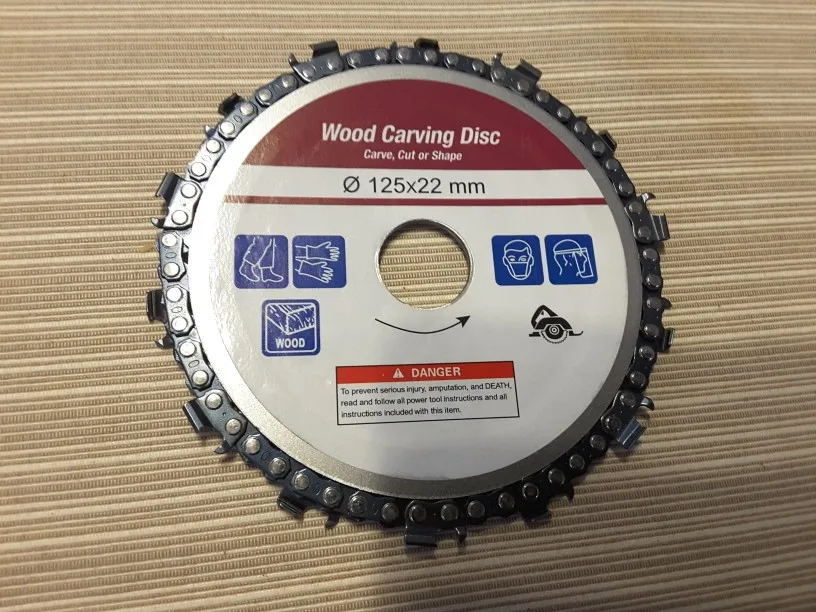 Wood Carving Disc
Carve, Cut or Shape
Ø 125x22 mm
WOOD
DANGER
To prevent serious injury, amputation, and DEATH,
read and follow all power tool instructions and all
instructions included with this item.